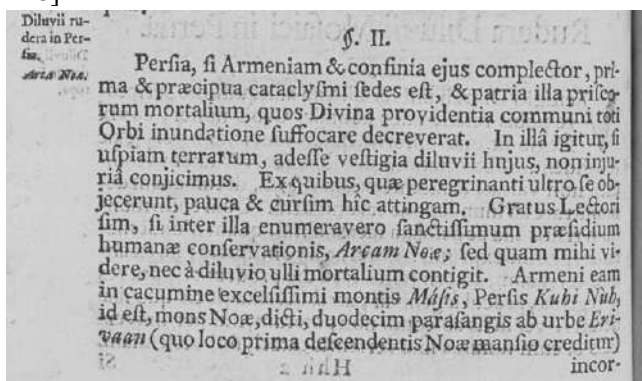 Diluvii ru-
dera in Per-
sia.
Arca Noæ.
§. II.
Persia, si Armeniam & confinia ejus complector, pri-
ma & præcipua cataclysmi sedes est, & patria illa prisco-
rum mortalium, quos Divina providentia communi toti
Orbi inundatione suffocare decreverat. In illâ igitur, si
uspiam terrarum, adesse vestigia diluvii hnjus, non inju-
riâ conjicimus. Ex quibus, quæ peregrinanti ultro se ob-
jecerunt, pauca & cursim hîc attingam. Gratus Lectori
sim, si inter illa enumeravero sanctissimum præsidium
humanæ conservationis, Arcam Noæ; sed quam mihi vi-
dere, nec à diluvio ulli mortalium contigit. Armeni eam
in cacumine excelsissimi montis Másis, Persis Kuhi Nuh,
id est, mons Noæ, dicti, duodecim parasangis ab urbe Eri-
vaan (quo loco prima descendentis Noæ mansio creditur)
incor-